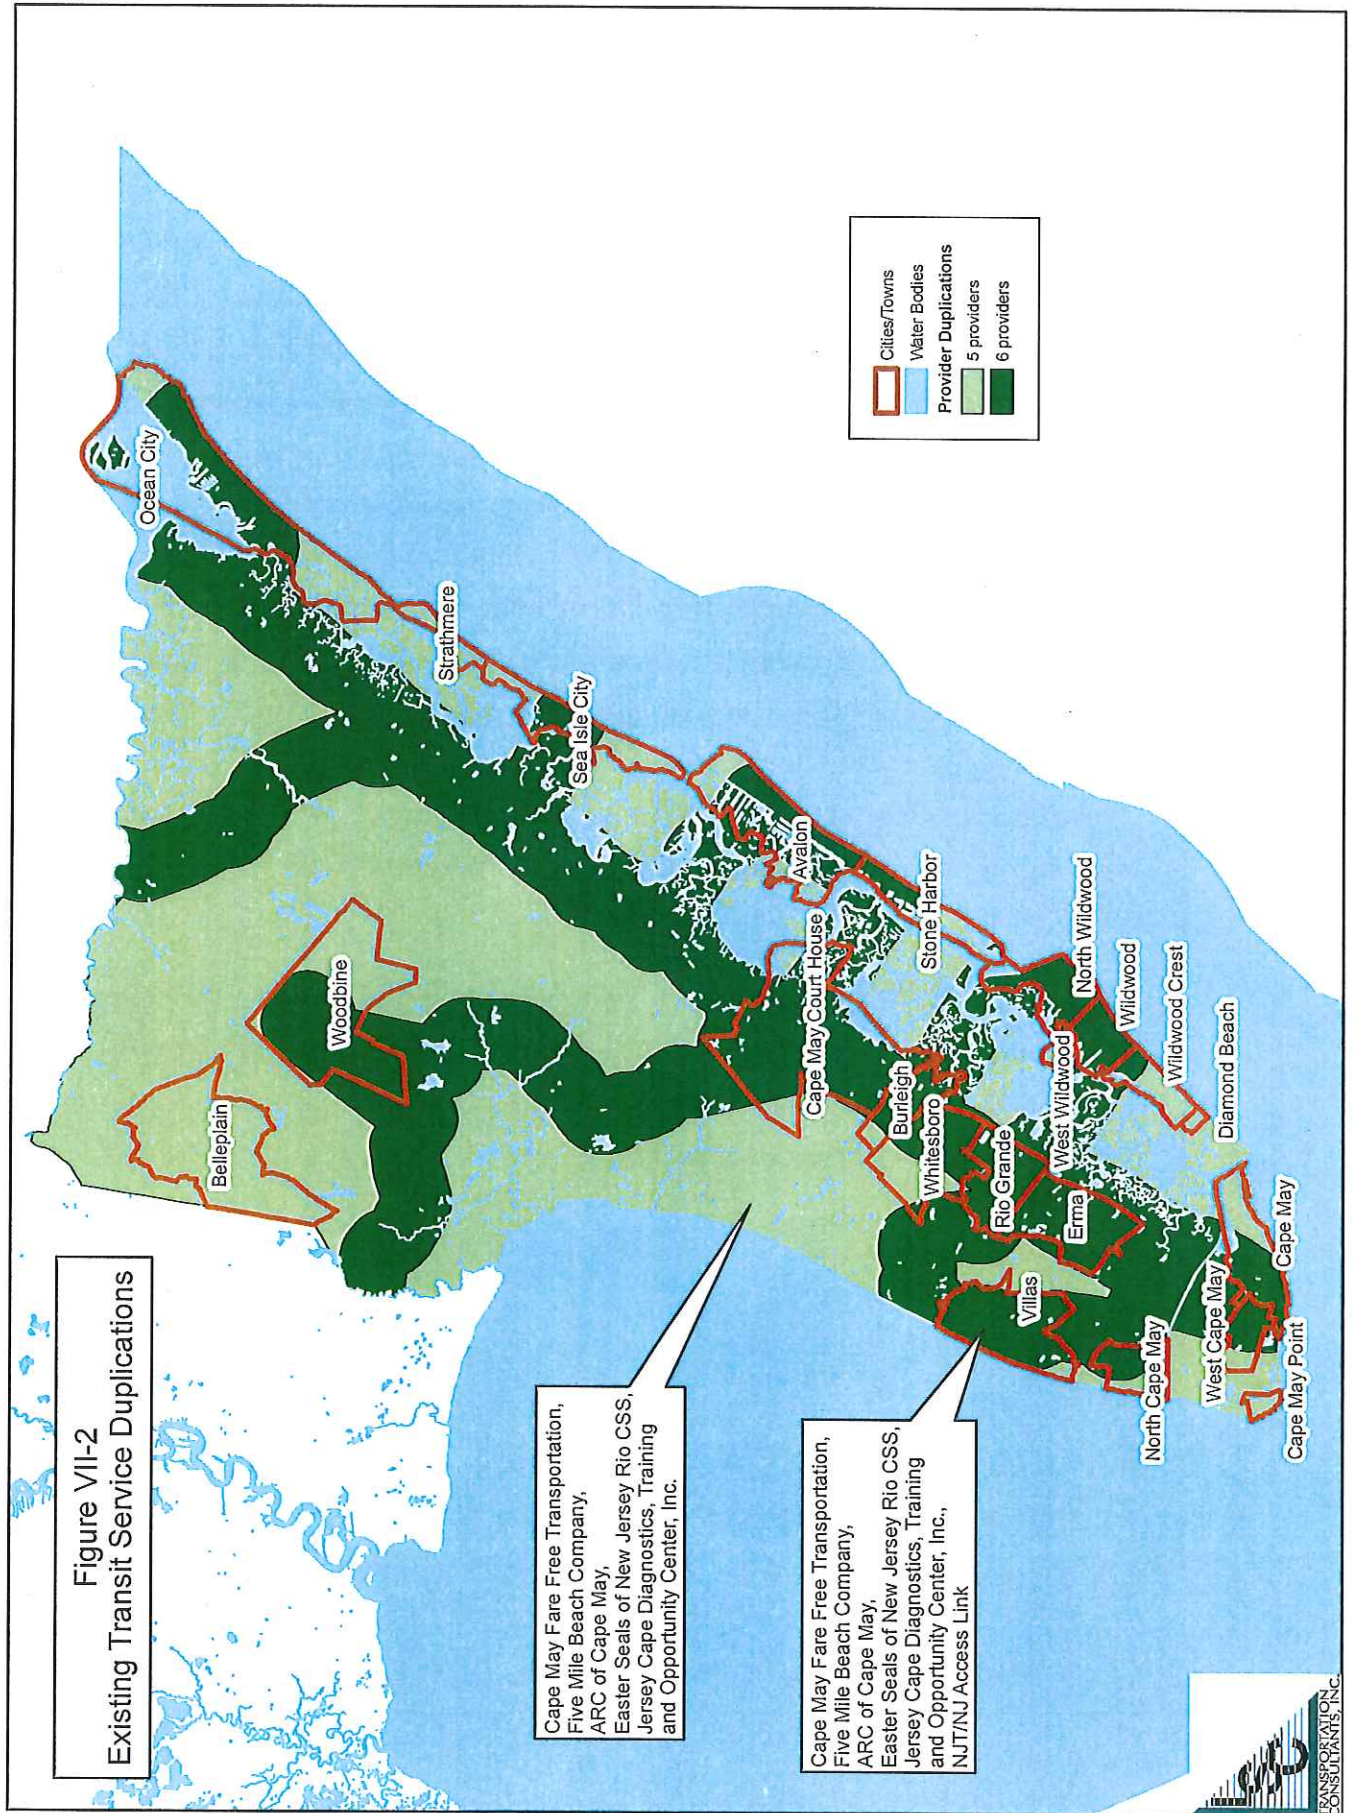 Figure VII-2
Existing Transit Service Duplications
Cape May Fare Free Transportation,
Five Mile Beach Company,
ARC of Cape May,
Easter Seals of New Jersey Rio CSS,
Jersey Cape Diagnostics, Training
and Opportunity Center, Inc.
Cape May Fare Free Transportation,
Five Mile Beach Company,
ARC of Cape May,
Easter Seals of New Jersey Rio CSS,
Jersey Cape Diagnostics, Training
and Opportunity Center, Inc.,
NJT/NJ Access Link
Belleplain
Woodbine
Ocean City
Strathmere
Sea Isle City
Avalon
Stone Harbor
Cape May Court House
Burleigh
Whitesboro
Rio Grande
Erma
Villas
North Wildwood
Wildwood
West Wildwood
Wildwood Crest
Diamond Beach
North Cape May
West Cape May
Cape May
Cape May Point
Cities/Towns
Water Bodies
Provider Duplications
5 providers
6 providers
TRANSPORTATION
CONSULTANTS, INC.